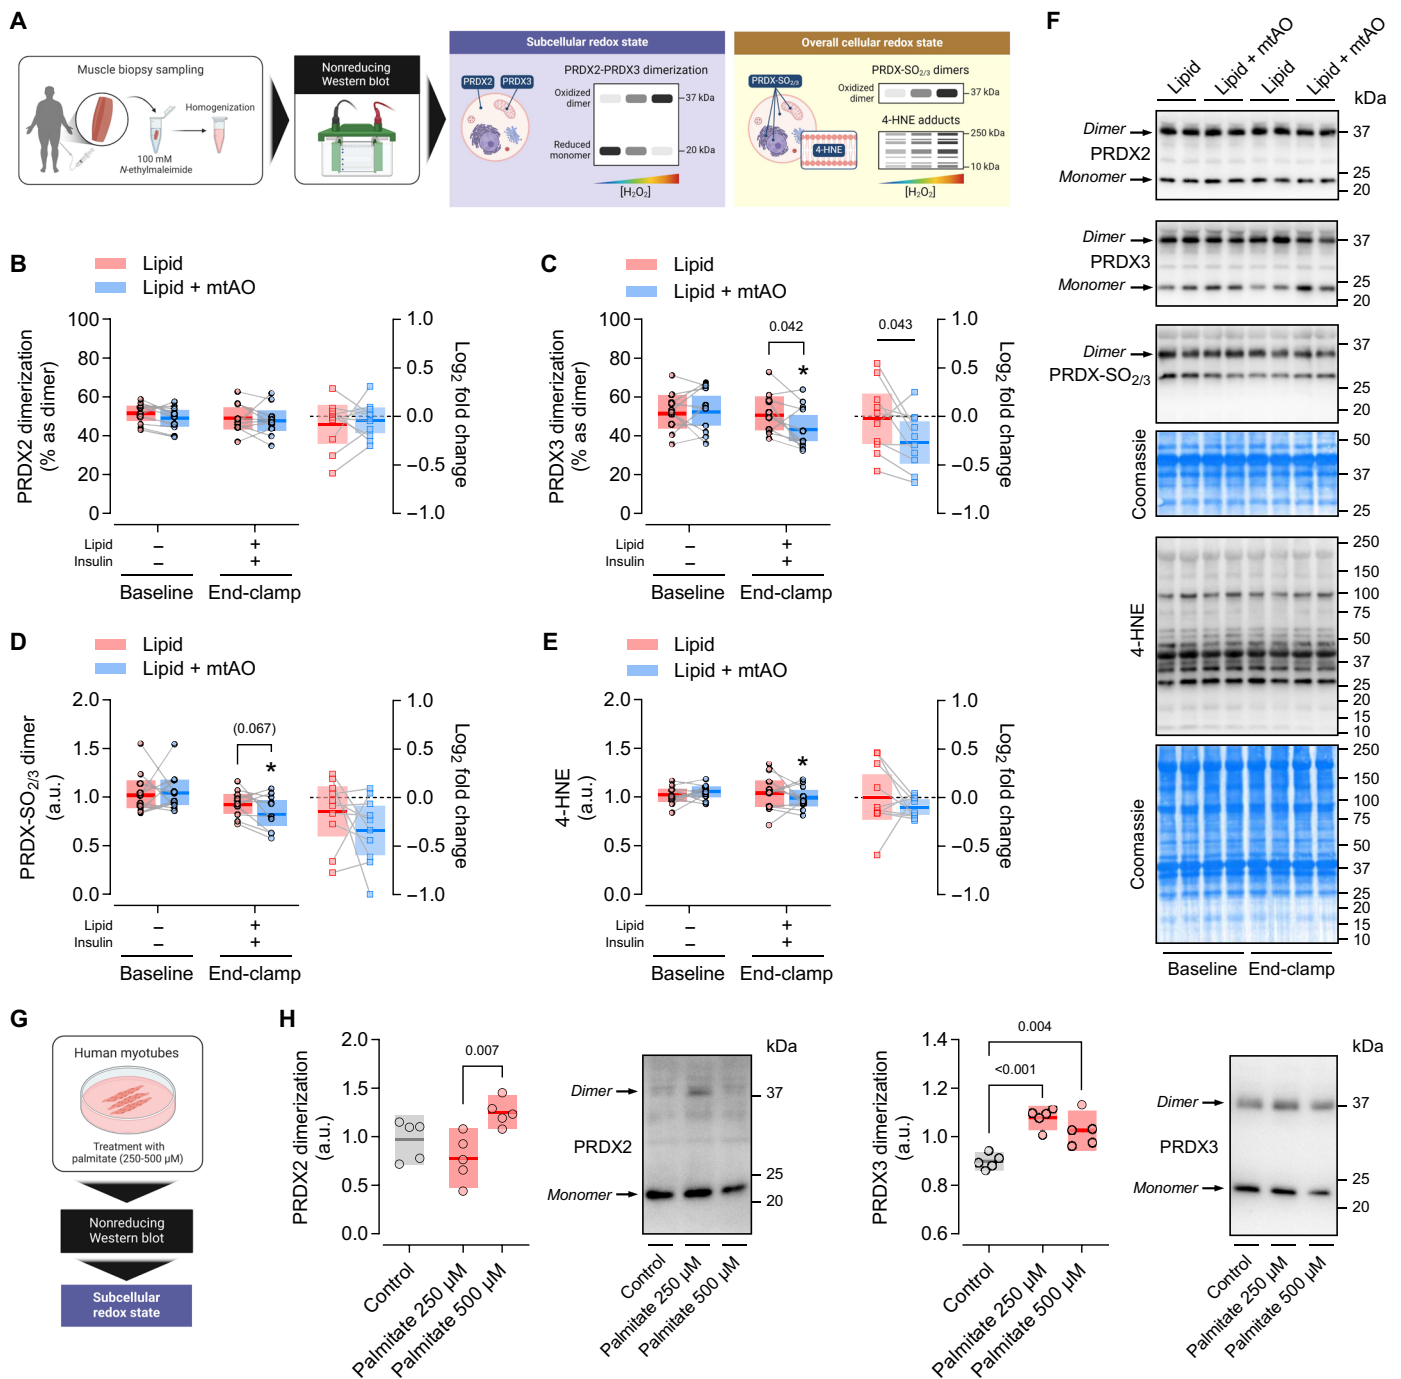 A
Muscle biopsy sampling
Homogenization
100 mM
N-ethylmaleimide
Nonreducing
Western blot
Subcellular redox state
PRDX2
PRDX3
PRDX2-PRDX3 dimerization
Oxidized
dimer
37 kDa
Reduced
monomer
20 kDa
[H₂O₂]
Overall cellular redox state
PRDX-SO₂/₃
4-HNE
PRDX-SO₂/₃ dimers
Oxidized
dimer
37 kDa
4-HNE adducts
250 kDa
10 kDa
[H₂O₂]
B
Lipid
Lipid + mtAO
PRDX2 dimerization
(% as dimer)
100
80
60
40
20
0
1.0
0.5
0.0
−0.5
−1.0
Log₂ fold change
Lipid − +
Insulin − +
Baseline End-clamp
C
Lipid
Lipid + mtAO
PRDX3 dimerization
(% as dimer)
100
80
60
40
20
0
0.042
*
0.043
1.0
0.5
0.0
−0.5
−1.0
Log₂ fold change
Lipid − +
Insulin − +
Baseline End-clamp
D
Lipid
Lipid + mtAO
PRDX-SO₂/₃ dimer
(a.u.)
2.0
1.5
1.0
0.5
0.0
(0.067)
*
1.0
0.5
0.0
−0.5
−1.0
Log₂ fold change
Lipid − +
Insulin − +
Baseline End-clamp
E
Lipid
Lipid + mtAO
4-HNE
(a.u.)
2.0
1.5
1.0
0.5
0.0
*
1.0
0.5
0.0
−0.5
−1.0
Log₂ fold change
Lipid − +
Insulin − +
Baseline End-clamp
F
Lipid
Lipid + mtAO
Lipid
Lipid + mtAO
kDa
Dimer
PRDX2
Monomer
37
25
20
Dimer
PRDX3
Monomer
37
25
20
Dimer
PRDX-SO₂/₃
37
25
20
Coomassie
50
37
25
4-HNE
250
150
100
75
50
37
25
20
15
10
Coomassie
250
150
100
75
50
37
25
20
15
10
Baseline End-clamp
G
Human myotubes
Treatment with
palmitate (250-500 µM)
Nonreducing
Western blot
Subcellular
redox state
H
PRDX2 dimerization
(a.u.)
2.0
1.5
1.0
0.5
0.0
0.007
Control
Palmitate 250 µM
Palmitate 500 µM
kDa
Dimer
PRDX2
Monomer
37
25
20
Control
Palmitate 250 µM
Palmitate 500 µM
PRDX3 dimerization
(a.u.)
1.4
1.2
1.0
0.8
0.6
0.004
<0.001
Control
Palmitate 250 µM
Palmitate 500 µM
kDa
Dimer
PRDX3
Monomer
37
25
20
Control
Palmitate 250 µM
Palmitate 500 µM